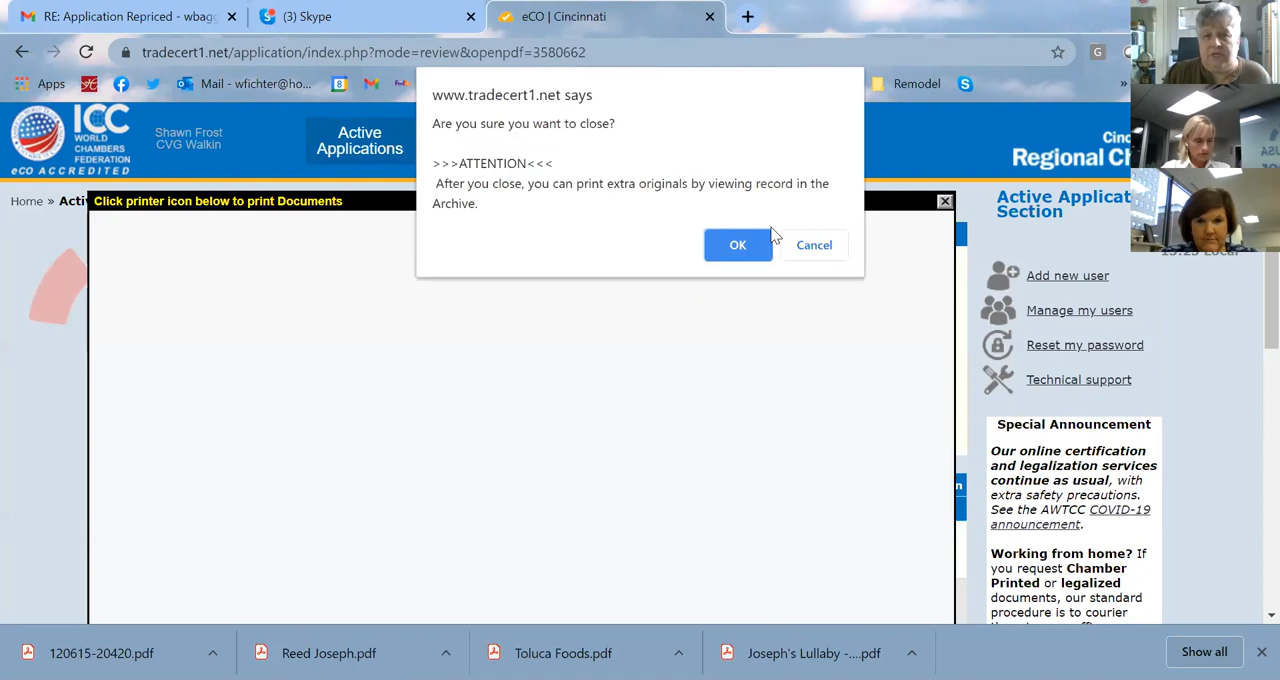 RE: Application Repriced - wbagg
(3) Skype
eCO | Cincinnati
tradecert1.net/application/index.php?mode=review&openpdf=3580662
G
Apps
Mail - wfichter@ho...
8
Remodel
»
www.tradecert1.net says
Are you sure you want to close?
>>>ATTENTION<<<
After you close, you can print extra originals by viewing record in the
Archive.
OK
Cancel
ICC
WORLD
CHAMBERS
FEDERATION
eCO ACCREDITED
Shawn Frost
CVG Walkin
Active
Applications
Cinc
Regional Ch
Home » Activ
Click printer icon below to print Documents
Active Applicat
Section
Add new user
Manage my users
Reset my password
Technical support
Special Announcement
Our online certification
and legalization services
continue as usual, with
extra safety precautions.
See the AWTCC COVID-19
announcement.
Working from home? If
you request Chamber
Printed or legalized
documents, our standard
procedure is to courier
120615-20420.pdf
Reed Joseph.pdf
Toluca Foods.pdf
Joseph's Lullaby -....pdf
Show all